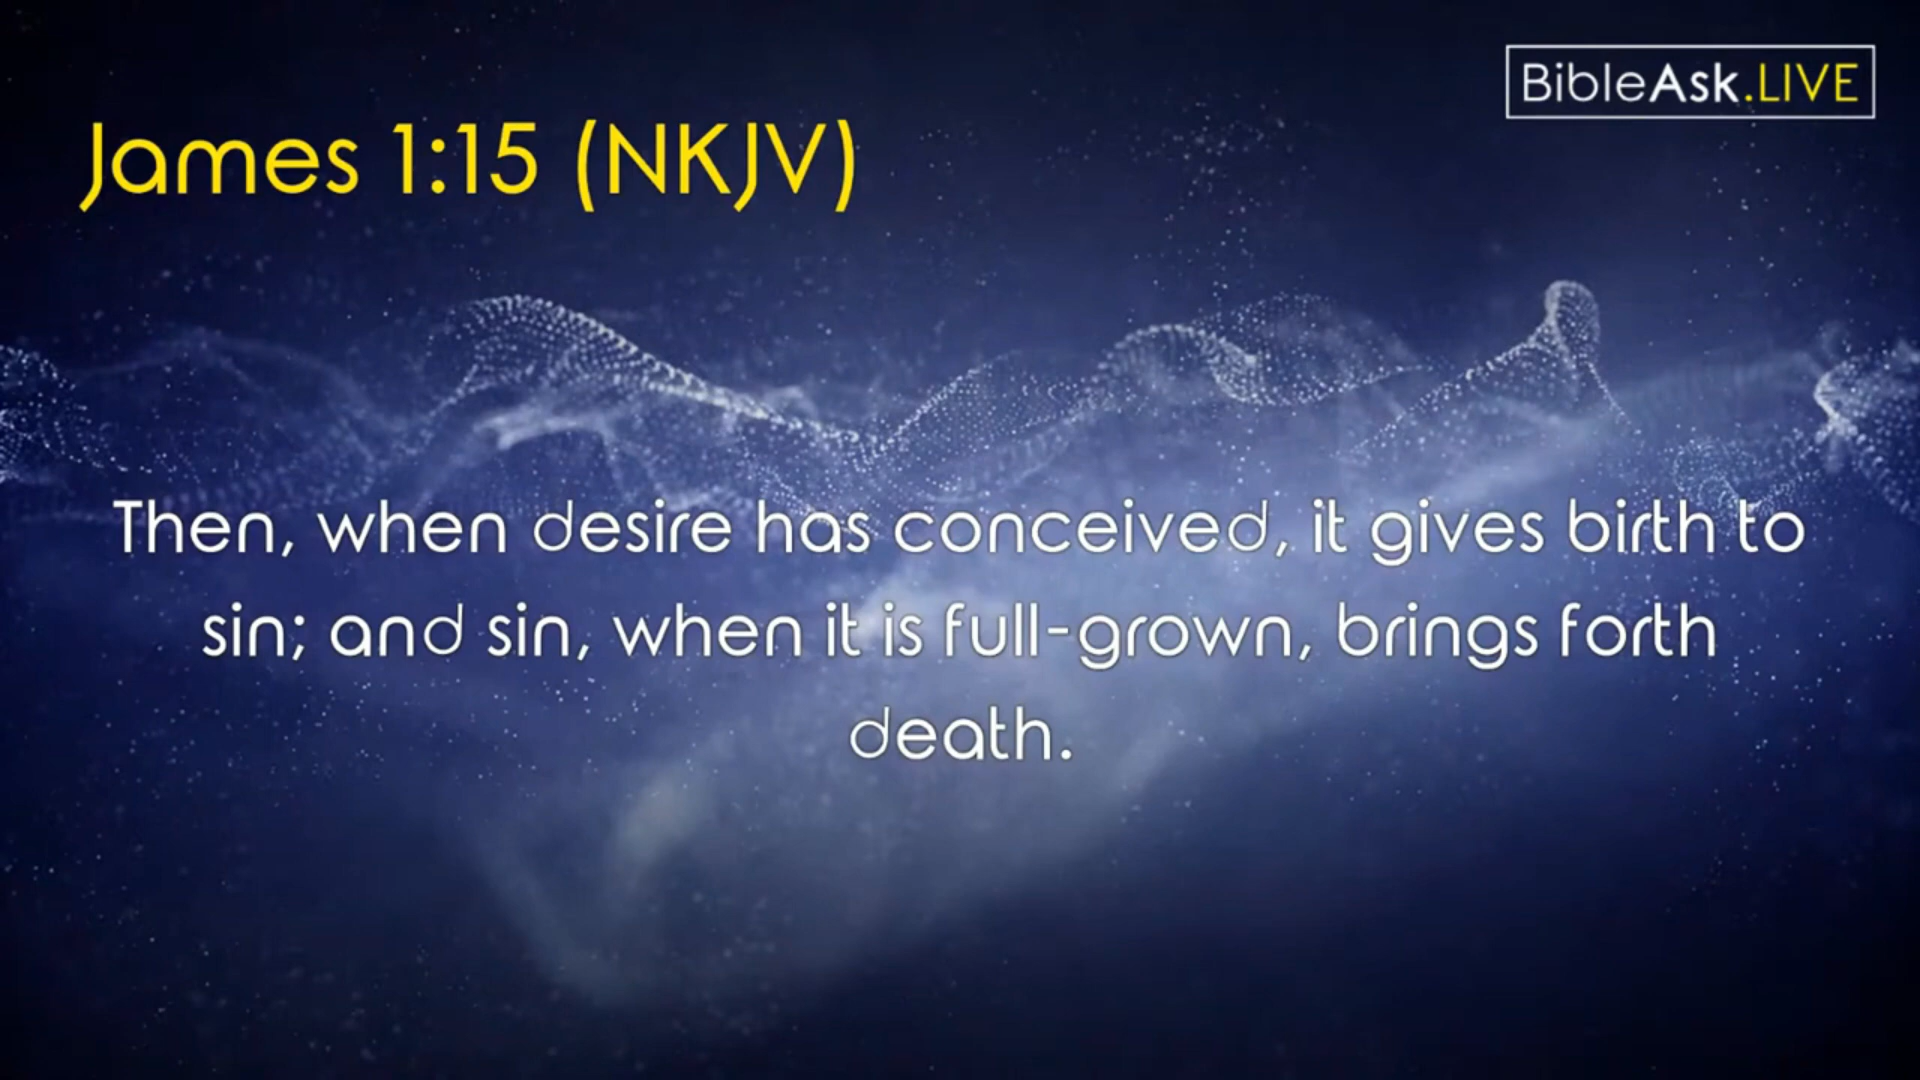 BibleAsk.LIVE
James 1:15 (NKJV)
Then, when desire has conceived, it gives birth to
sin; and sin, when it is full-grown, brings forth
death.